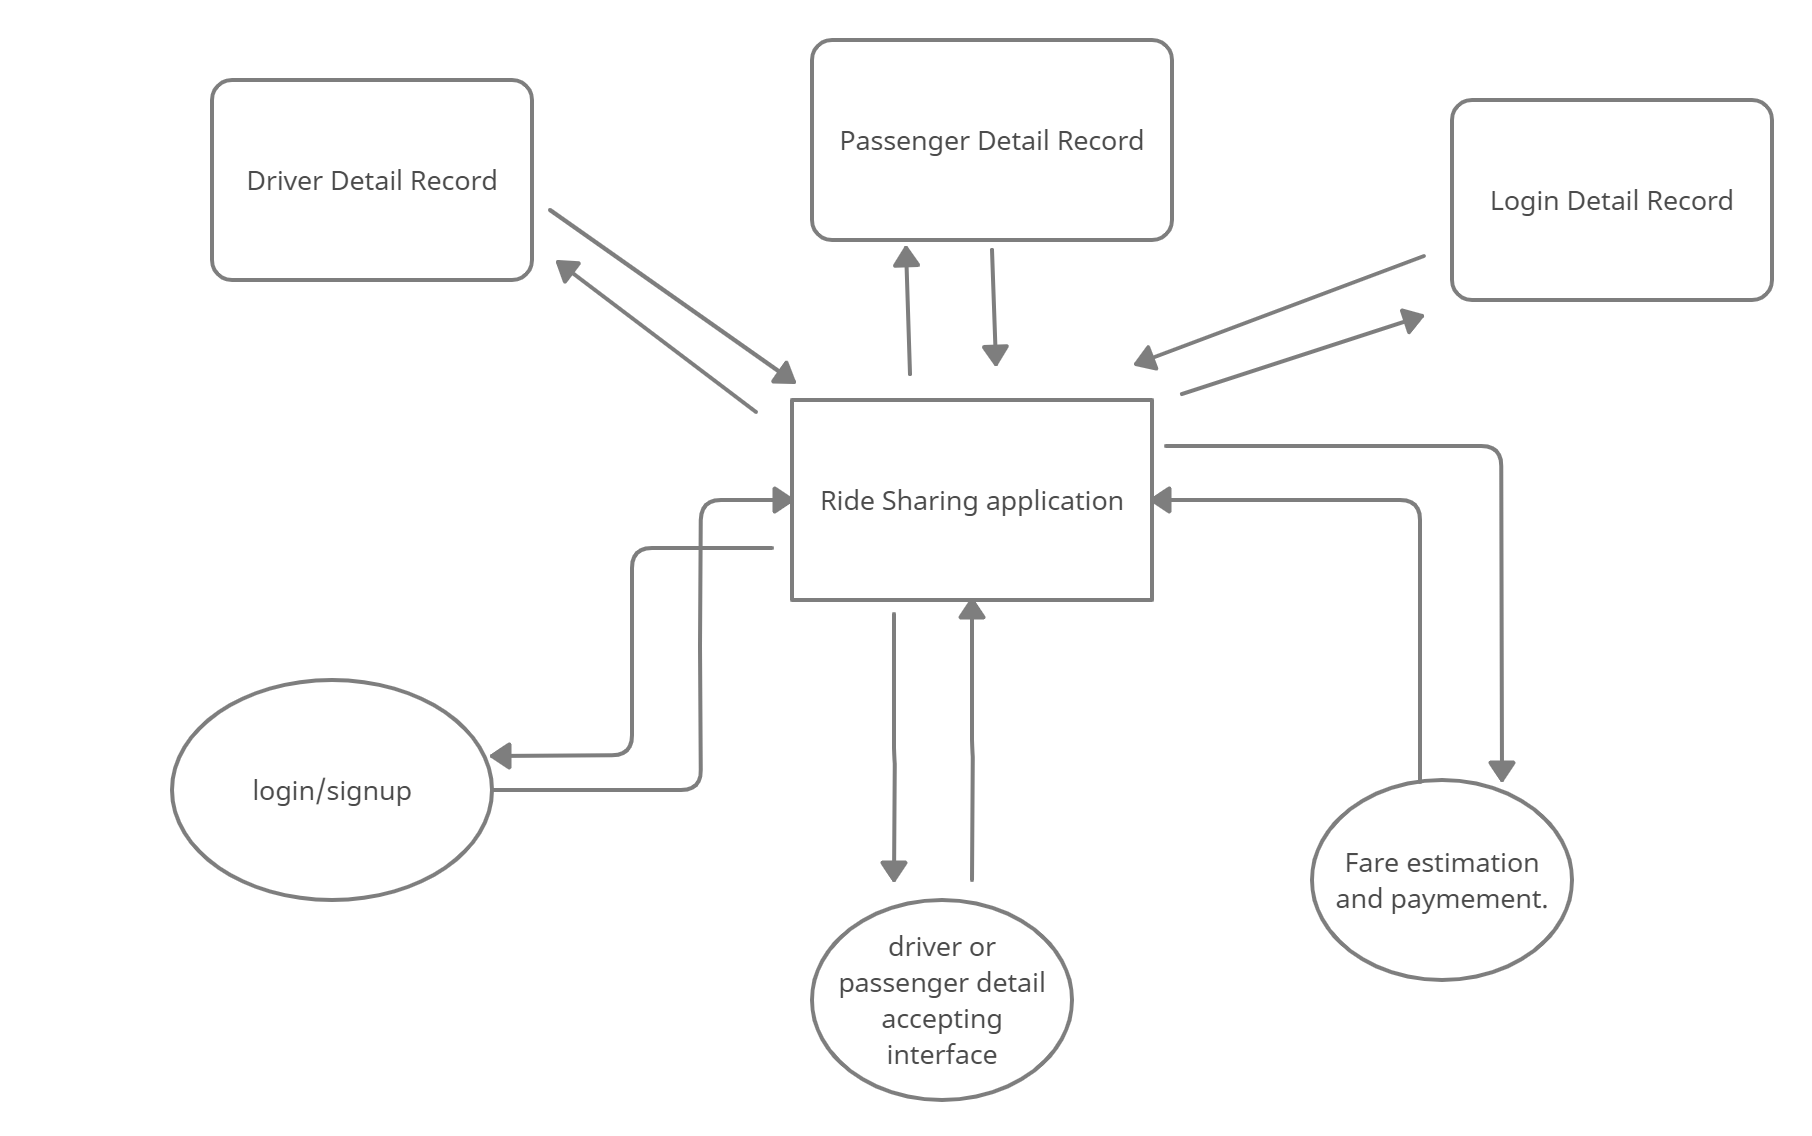 Passenger Detail Record
Driver Detail Record
Login Detail Record
Ride Sharing application
login/signup
Fare estimation
and paymement.
driver or
passenger detail
accepting
interface